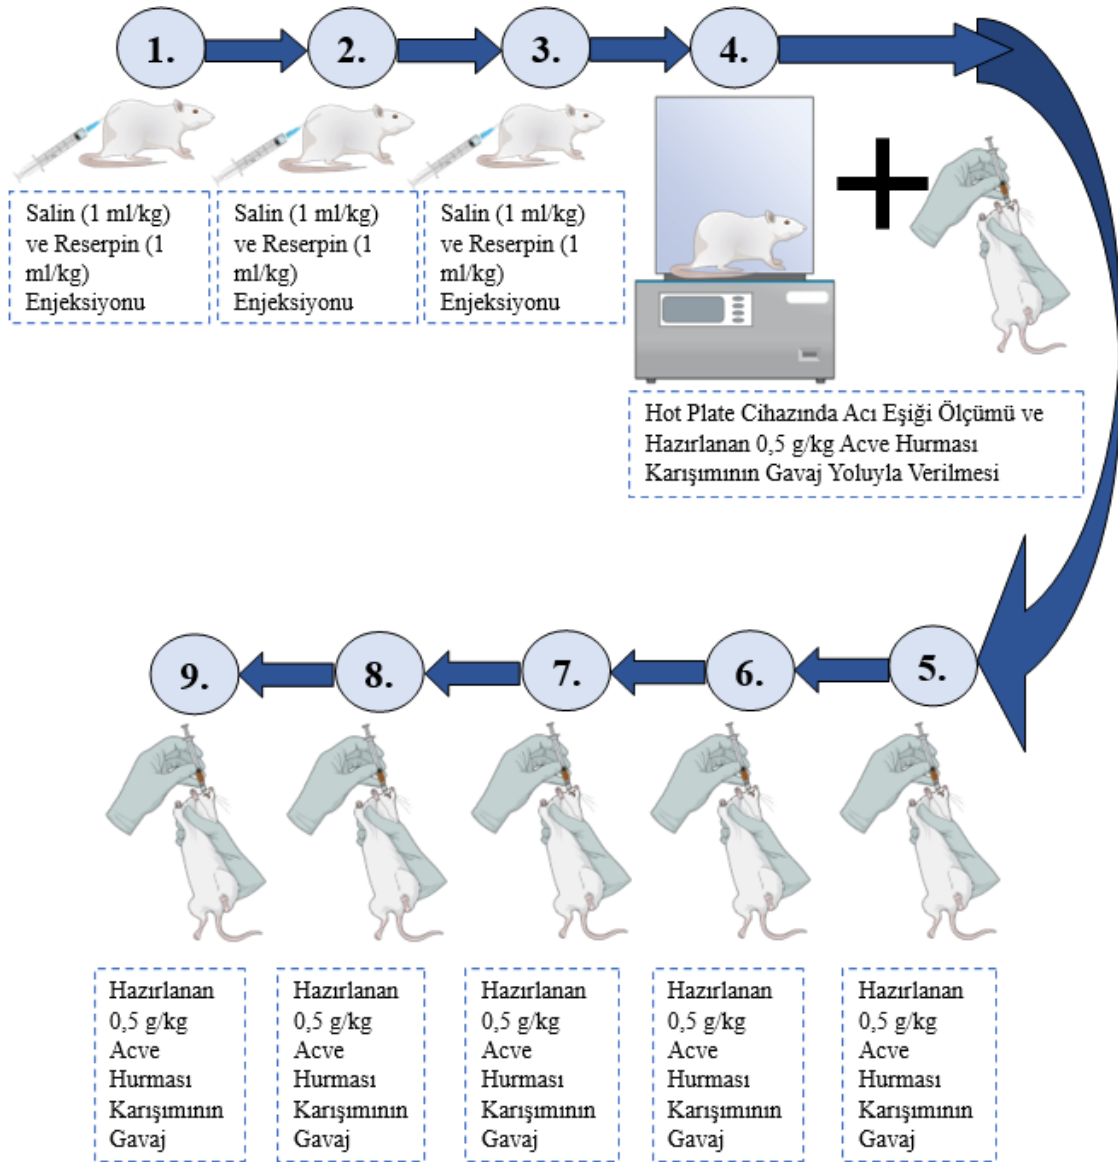 1.
2.
3.
4.
Salin (1 ml/kg)
ve Reserpin (1
ml/kg)
Enjeksiyonu
Salin (1 ml/kg)
ve Reserpin (1
ml/kg)
Enjeksiyonu
Salin (1 ml/kg)
ve Reserpin (1
ml/kg)
Enjeksiyonu
Hot Plate Cihazında Acı Eşiği Ölçümü ve
Hazırlanan 0,5 g/kg Acve Hurması
Karışımının Gavaj Yoluyla Verilmesi
9.
8.
7.
6.
5.
Hazırlanan
0,5 g/kg
Acve
Hurması
Karışımının
Gavaj
Hazırlanan
0,5 g/kg
Acve
Hurması
Karışımının
Gavaj
Hazırlanan
0,5 g/kg
Acve
Hurması
Karışımının
Gavaj
Hazırlanan
0,5 g/kg
Acve
Hurması
Karışımının
Gavaj
Hazırlanan
0,5 g/kg
Acve
Hurması
Karışımının
Gavaj